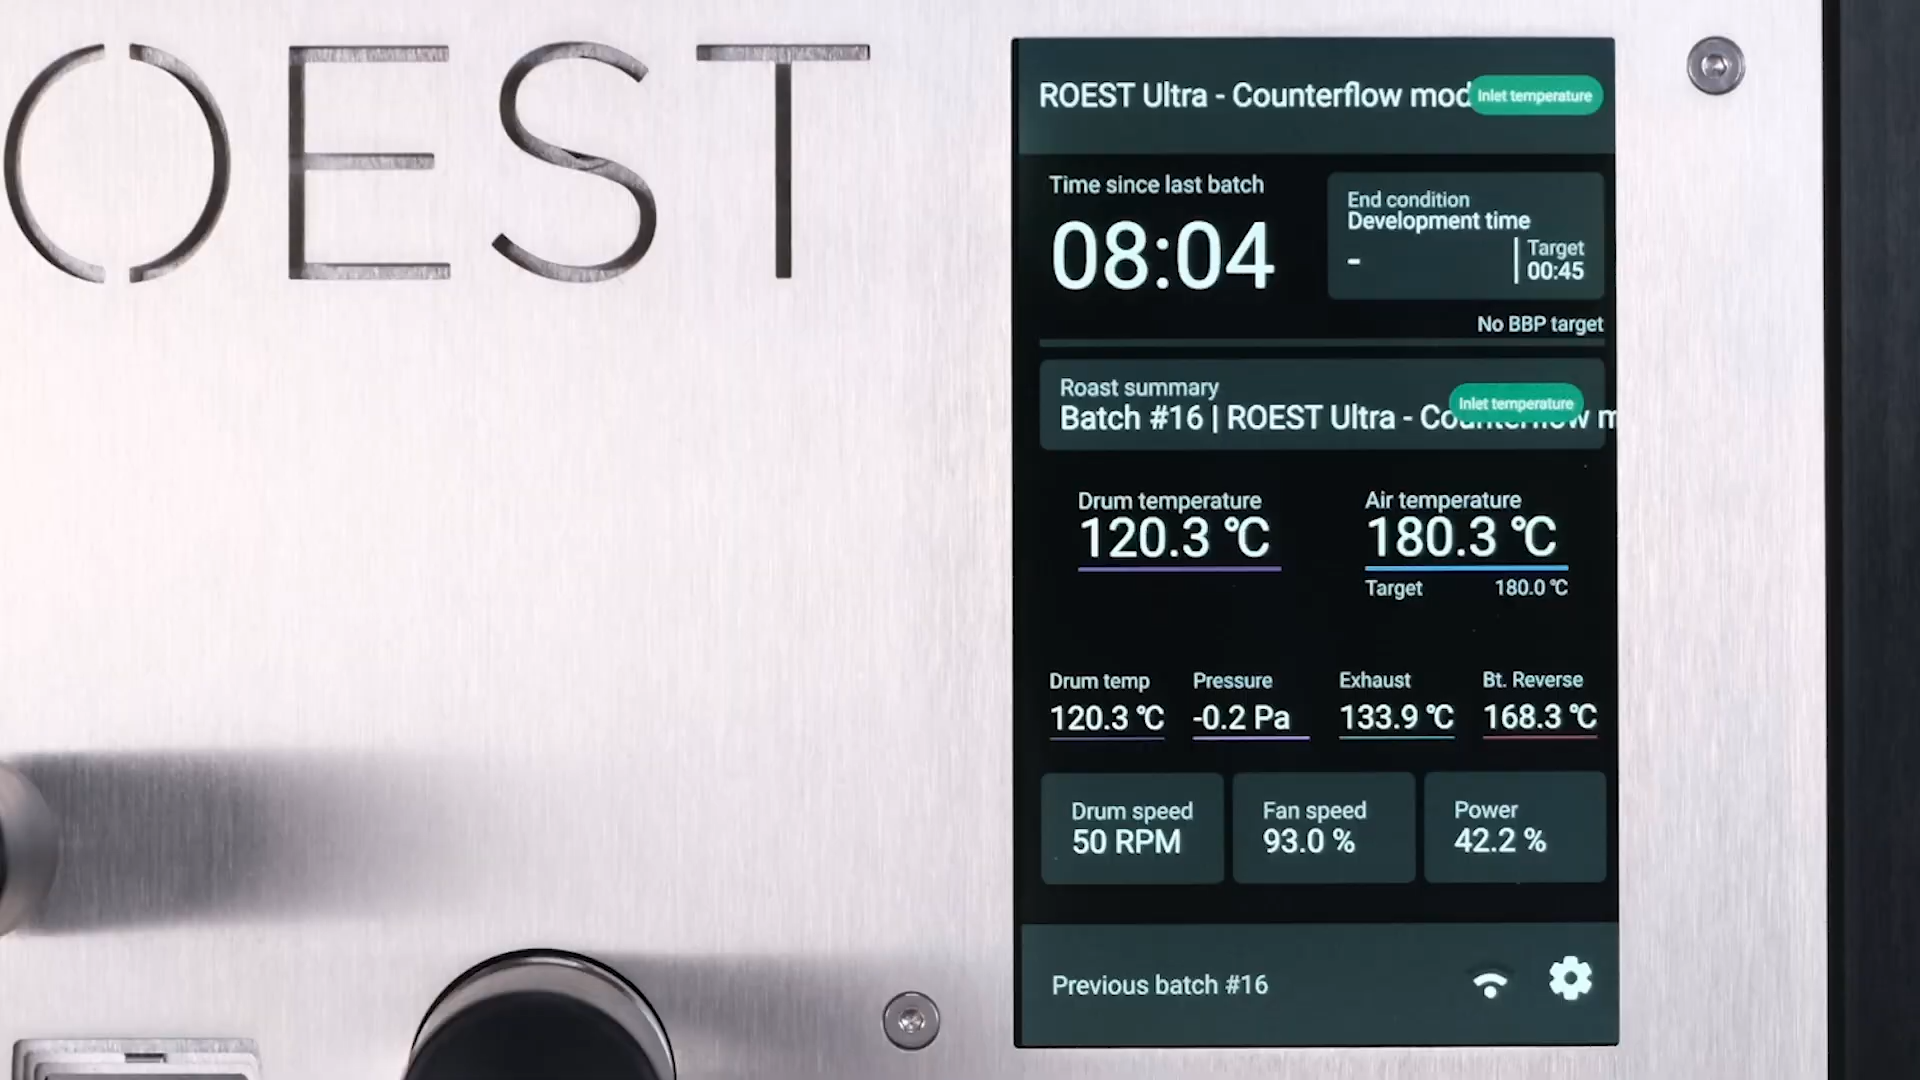 OEST
ROEST Ultra - Counterflow mod
Inlet temperature
Time since last batch
08:04
End condition
Development time
-
Target
00:45
No BBP target
Roast summary
Inlet temperature
Batch #16 | ROEST Ultra - Counterflow m
Drum temperature
120.3 ℃
Air temperature
180.3 ℃
Target 180.0 ℃
Drum temp
120.3 ℃
Pressure
-0.2 Pa
Exhaust
133.9 ℃
Bt. Reverse
168.3 ℃
Drum speed
50 RPM
Fan speed
93.0 %
Power
42.2 %
Previous batch #16